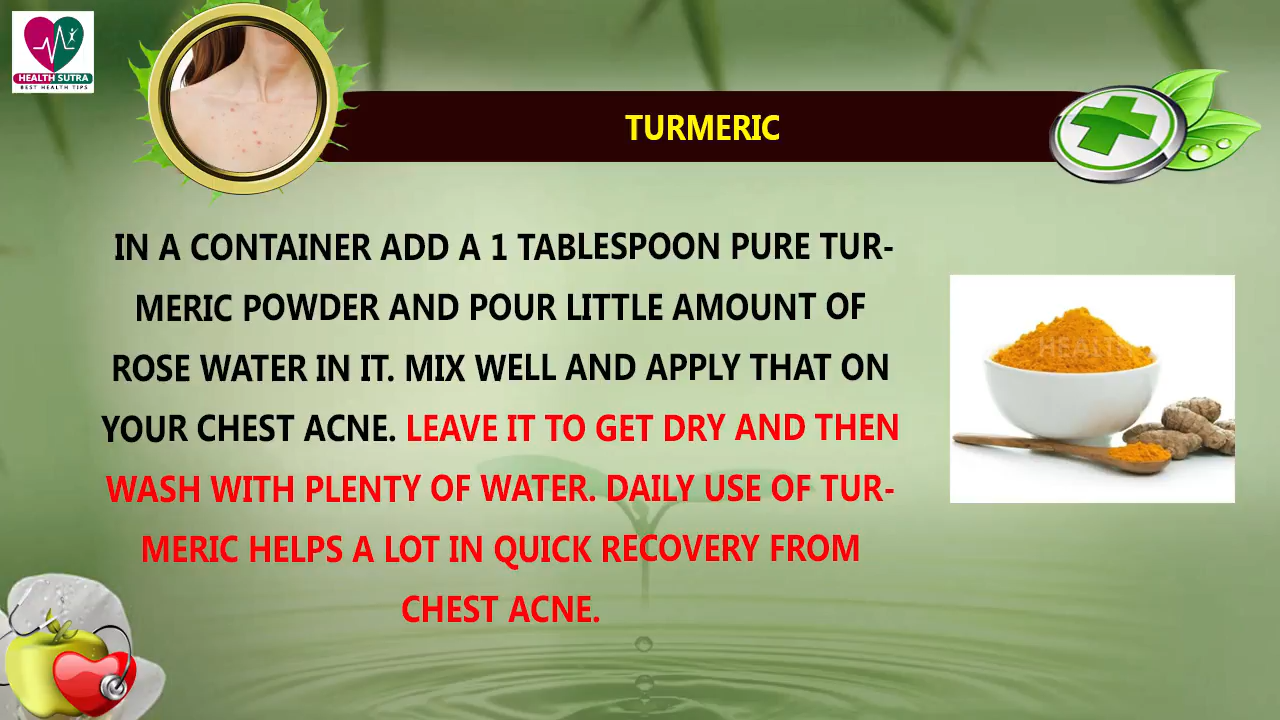 HEALTH SUTRA
BEST HEALTH TIPS
TURMERIC
IN A CONTAINER ADD A 1 TABLESPOON PURE TUR-
MERIC POWDER AND POUR LITTLE AMOUNT OF
ROSE WATER IN IT. MIX WELL AND APPLY THAT ON
YOUR CHEST ACNE. LEAVE IT TO GET DRY AND THEN
WASH WITH PLENTY OF WATER. DAILY USE OF TUR-
MERIC HELPS A LOT IN QUICK RECOVERY FROM
CHEST ACNE.